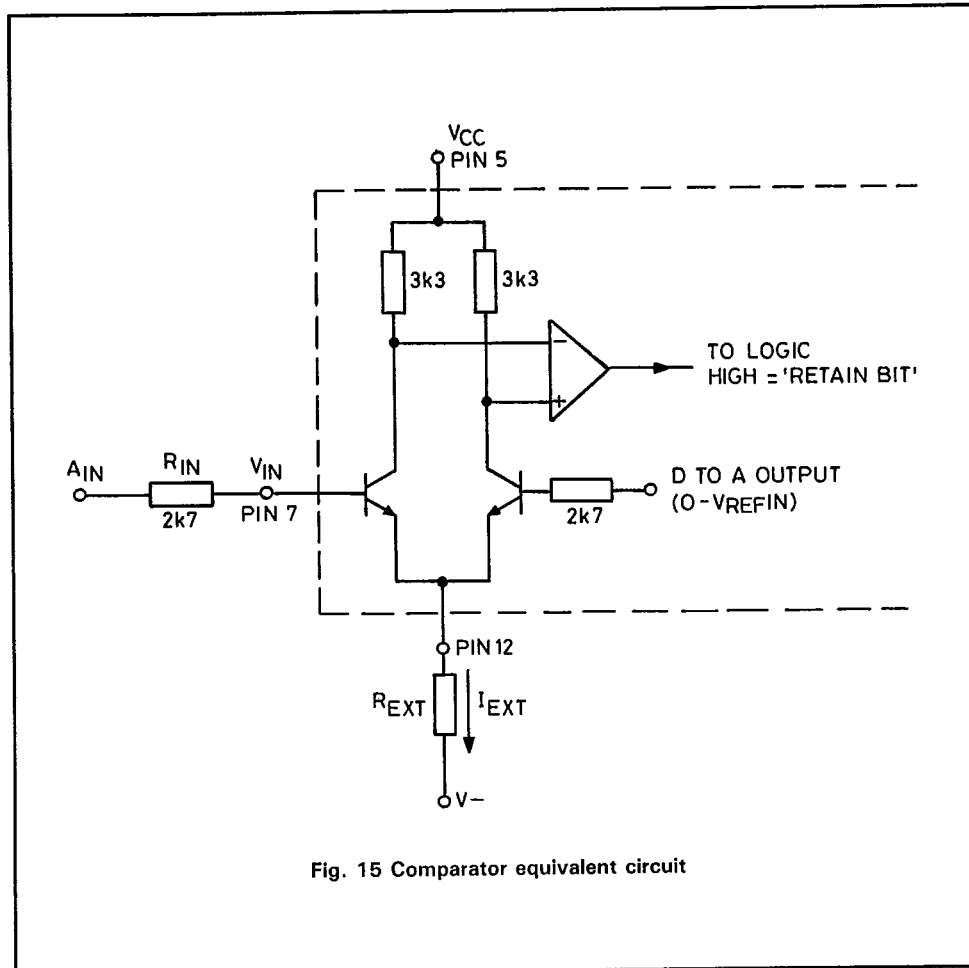 VCC
PIN 5
3k3
3k3
−
+
TO LOGIC
HIGH = 'RETAIN BIT'
AIN
RIN
VIN
2k7
PIN 7
2k7
D TO A OUTPUT
(0-VREFIN)
PIN 12
REXT
IEXT
V−
Fig. 15 Comparator equivalent circuit